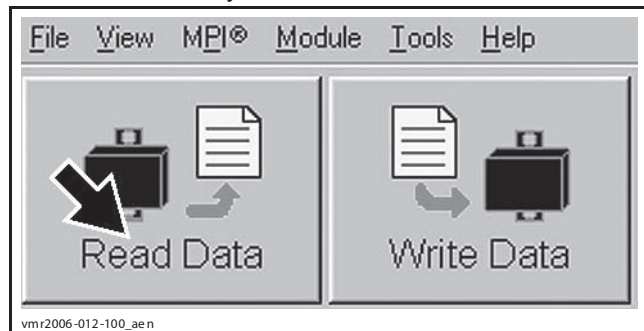 File View MPI® Module Tools Help
Read Data Write Data
vmr2006-012-100_aen